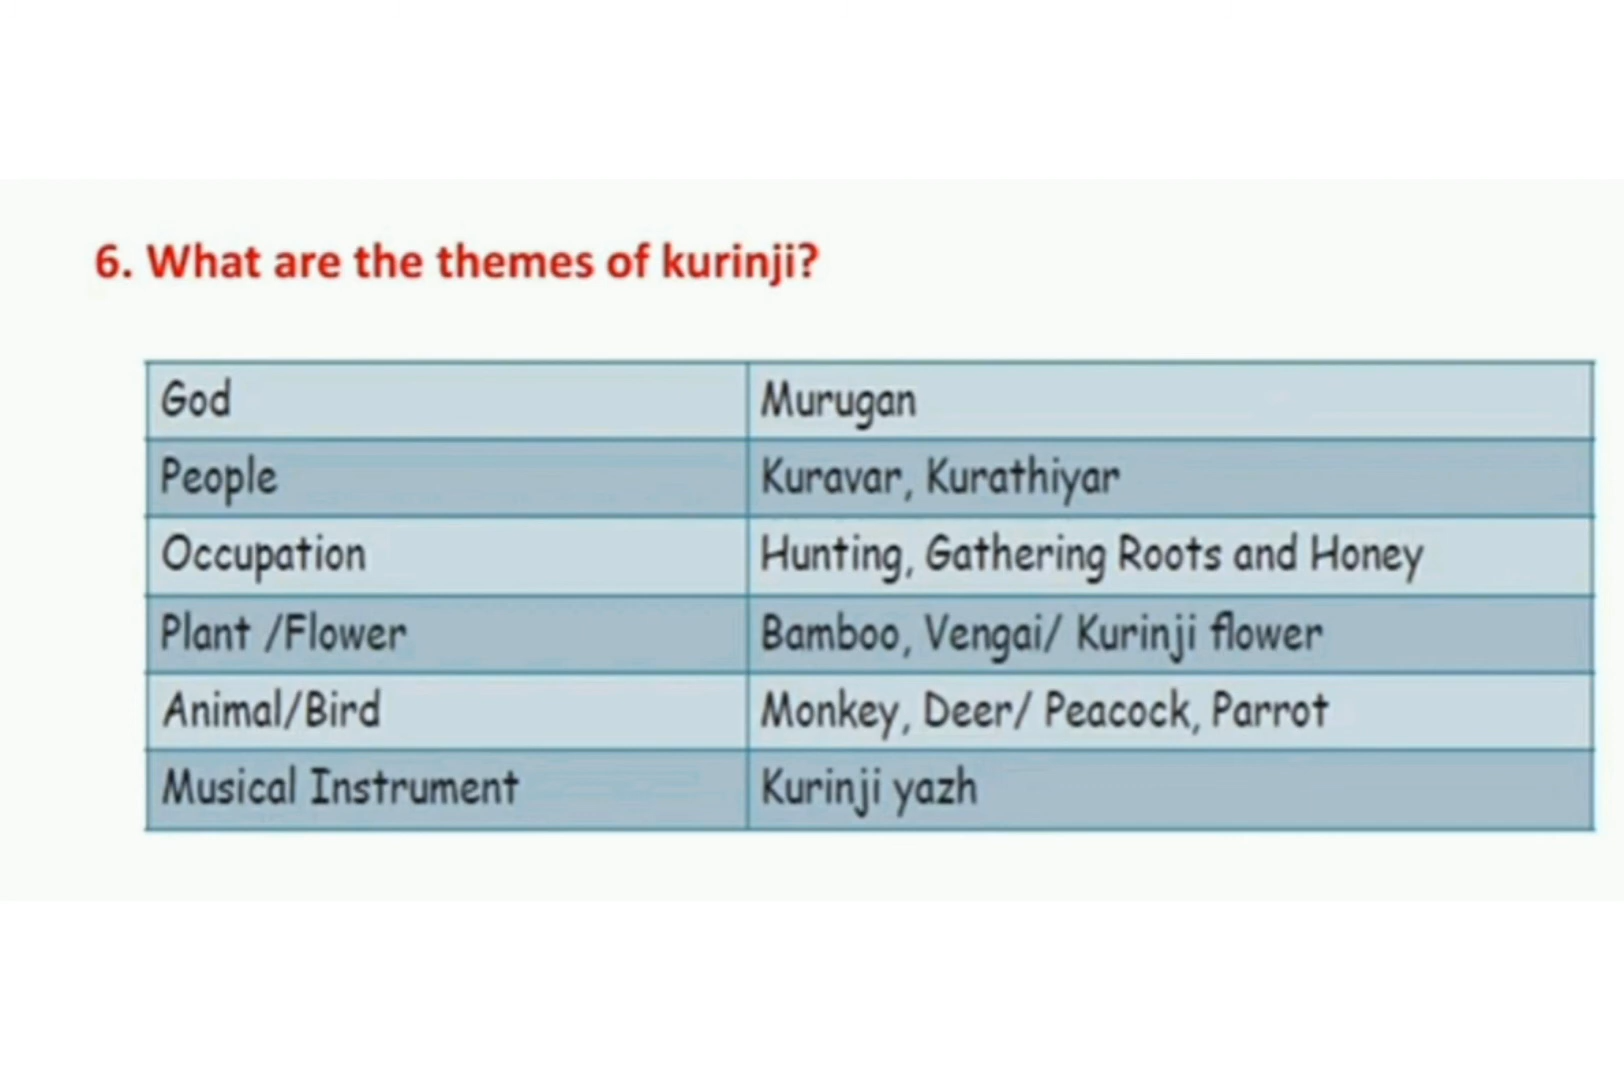 6. What are the themes of kurinji?
God Murugan
People Kuravar, Kurathiyar
Occupation Hunting, Gathering Roots and Honey
Plant /Flower Bamboo, Vengai/ Kurinji flower
Animal/Bird Monkey, Deer/ Peacock, Parrot
Musical Instrument Kurinji yazh